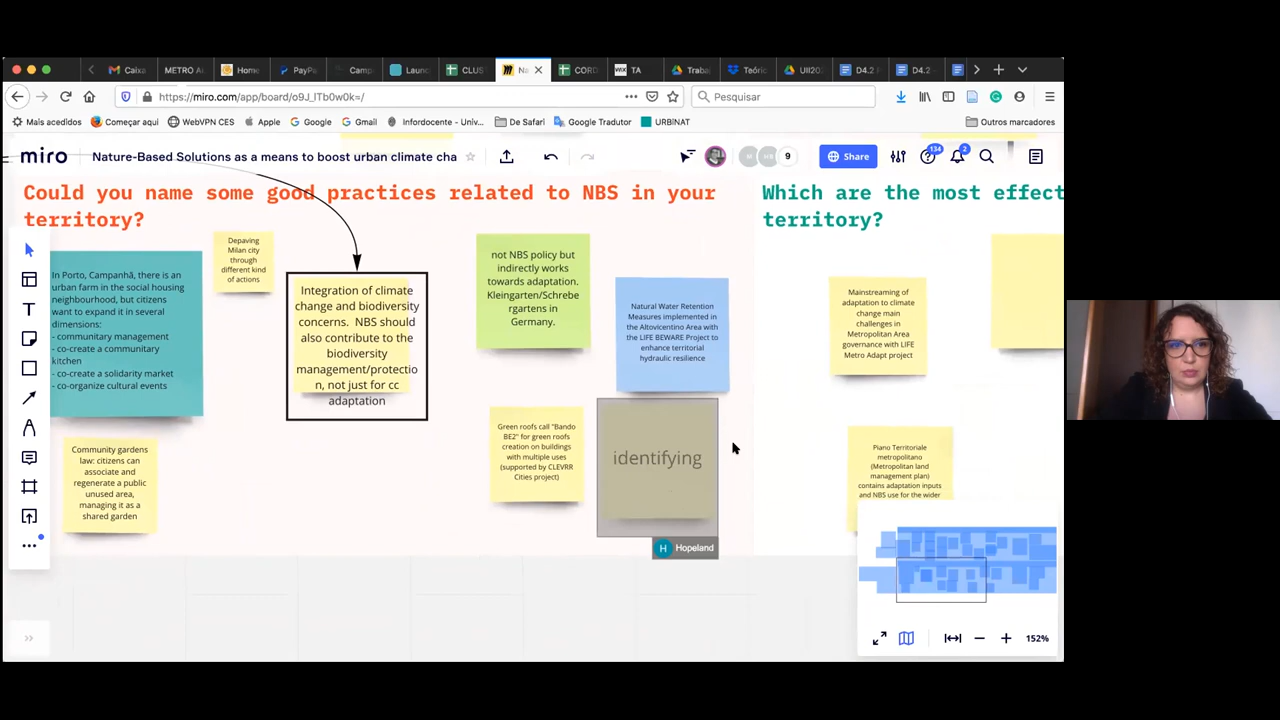 Caixa
METRO A
Home
PayPa
Camp
Laun
CLUS
Na
CORD
WIX TA
Trabal
Teóric
UII202
D4.2 F
D4.2 -
https://miro.com/app/board/o9J_lTb0w0k=/
Pesquisar
Mais acedidos
Começar aqui
WebVPN CES
Apple
Google
Gmail
Infordocente - Univ...
De Safari
Google Tradutor
URBINAT
Outros marcadores
miro
Nature-Based Solutions as a means to boost urban climate cha
9
Share
134
2
Could you name some good practices related to NBS in your
territory?
Which are the most effect
territory?
In Porto, Campanhã, there is an
urban farm in the social housing
neighbourhood, but citizens
want to expand it in several
dimensions:
- communitary management
- co-create a communitary
kitchen
- co-create a solidarity market
- co-organize cultural events
Depaving
Milan city
through
different kind
of actions
Integration of climate
change and biodiversity
concerns. NBS should
also contribute to the
biodiversity
management/protectio
n, not just for cc
adaptation
not NBS policy but
indirectly works
towards adaptation.
Kleingarten/Schrebe
rgartens in
Germany.
Natural Water Retention
Measures implemented in the
Altovicentino Area with
the LIFE BEWARE Project to
enhance territorial
hydraulic resilience
Mainstreaming of
adaptation to climate
change main
challenges in
Metropolitan Area
governance with LIFE
Metro Adapt project
Community gardens
law: citizens can
associate and
regenerate a public
unused area,
managing it as a
shared garden
Green roofs call "Bando
BE2" for green roofs
creation on buildings
with multiple uses
(supported by CLEVRR
Cities project)
identifying
H Hopeland
Piano Territoriale
metropolitano
(Metropolitan land
management plan)
contains adaptation inputs
and NBS use for the wider
152%